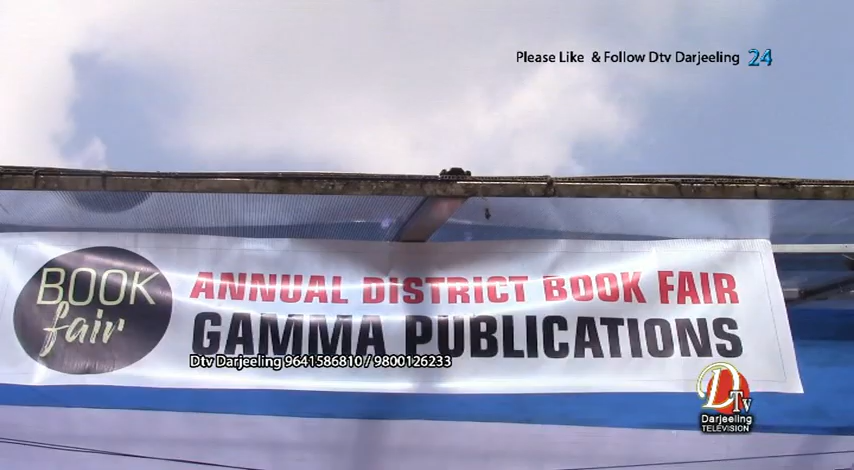 Please Like & Follow Dtv Darjeeling 24
BOOK
fair
ANNUAL DISTRICT BOOK FAIR
GAMMA PUBLICATIONS
Dtv Darjeeling 9641586810 / 9800126233
DTv
Darjeeling
TELEVISION